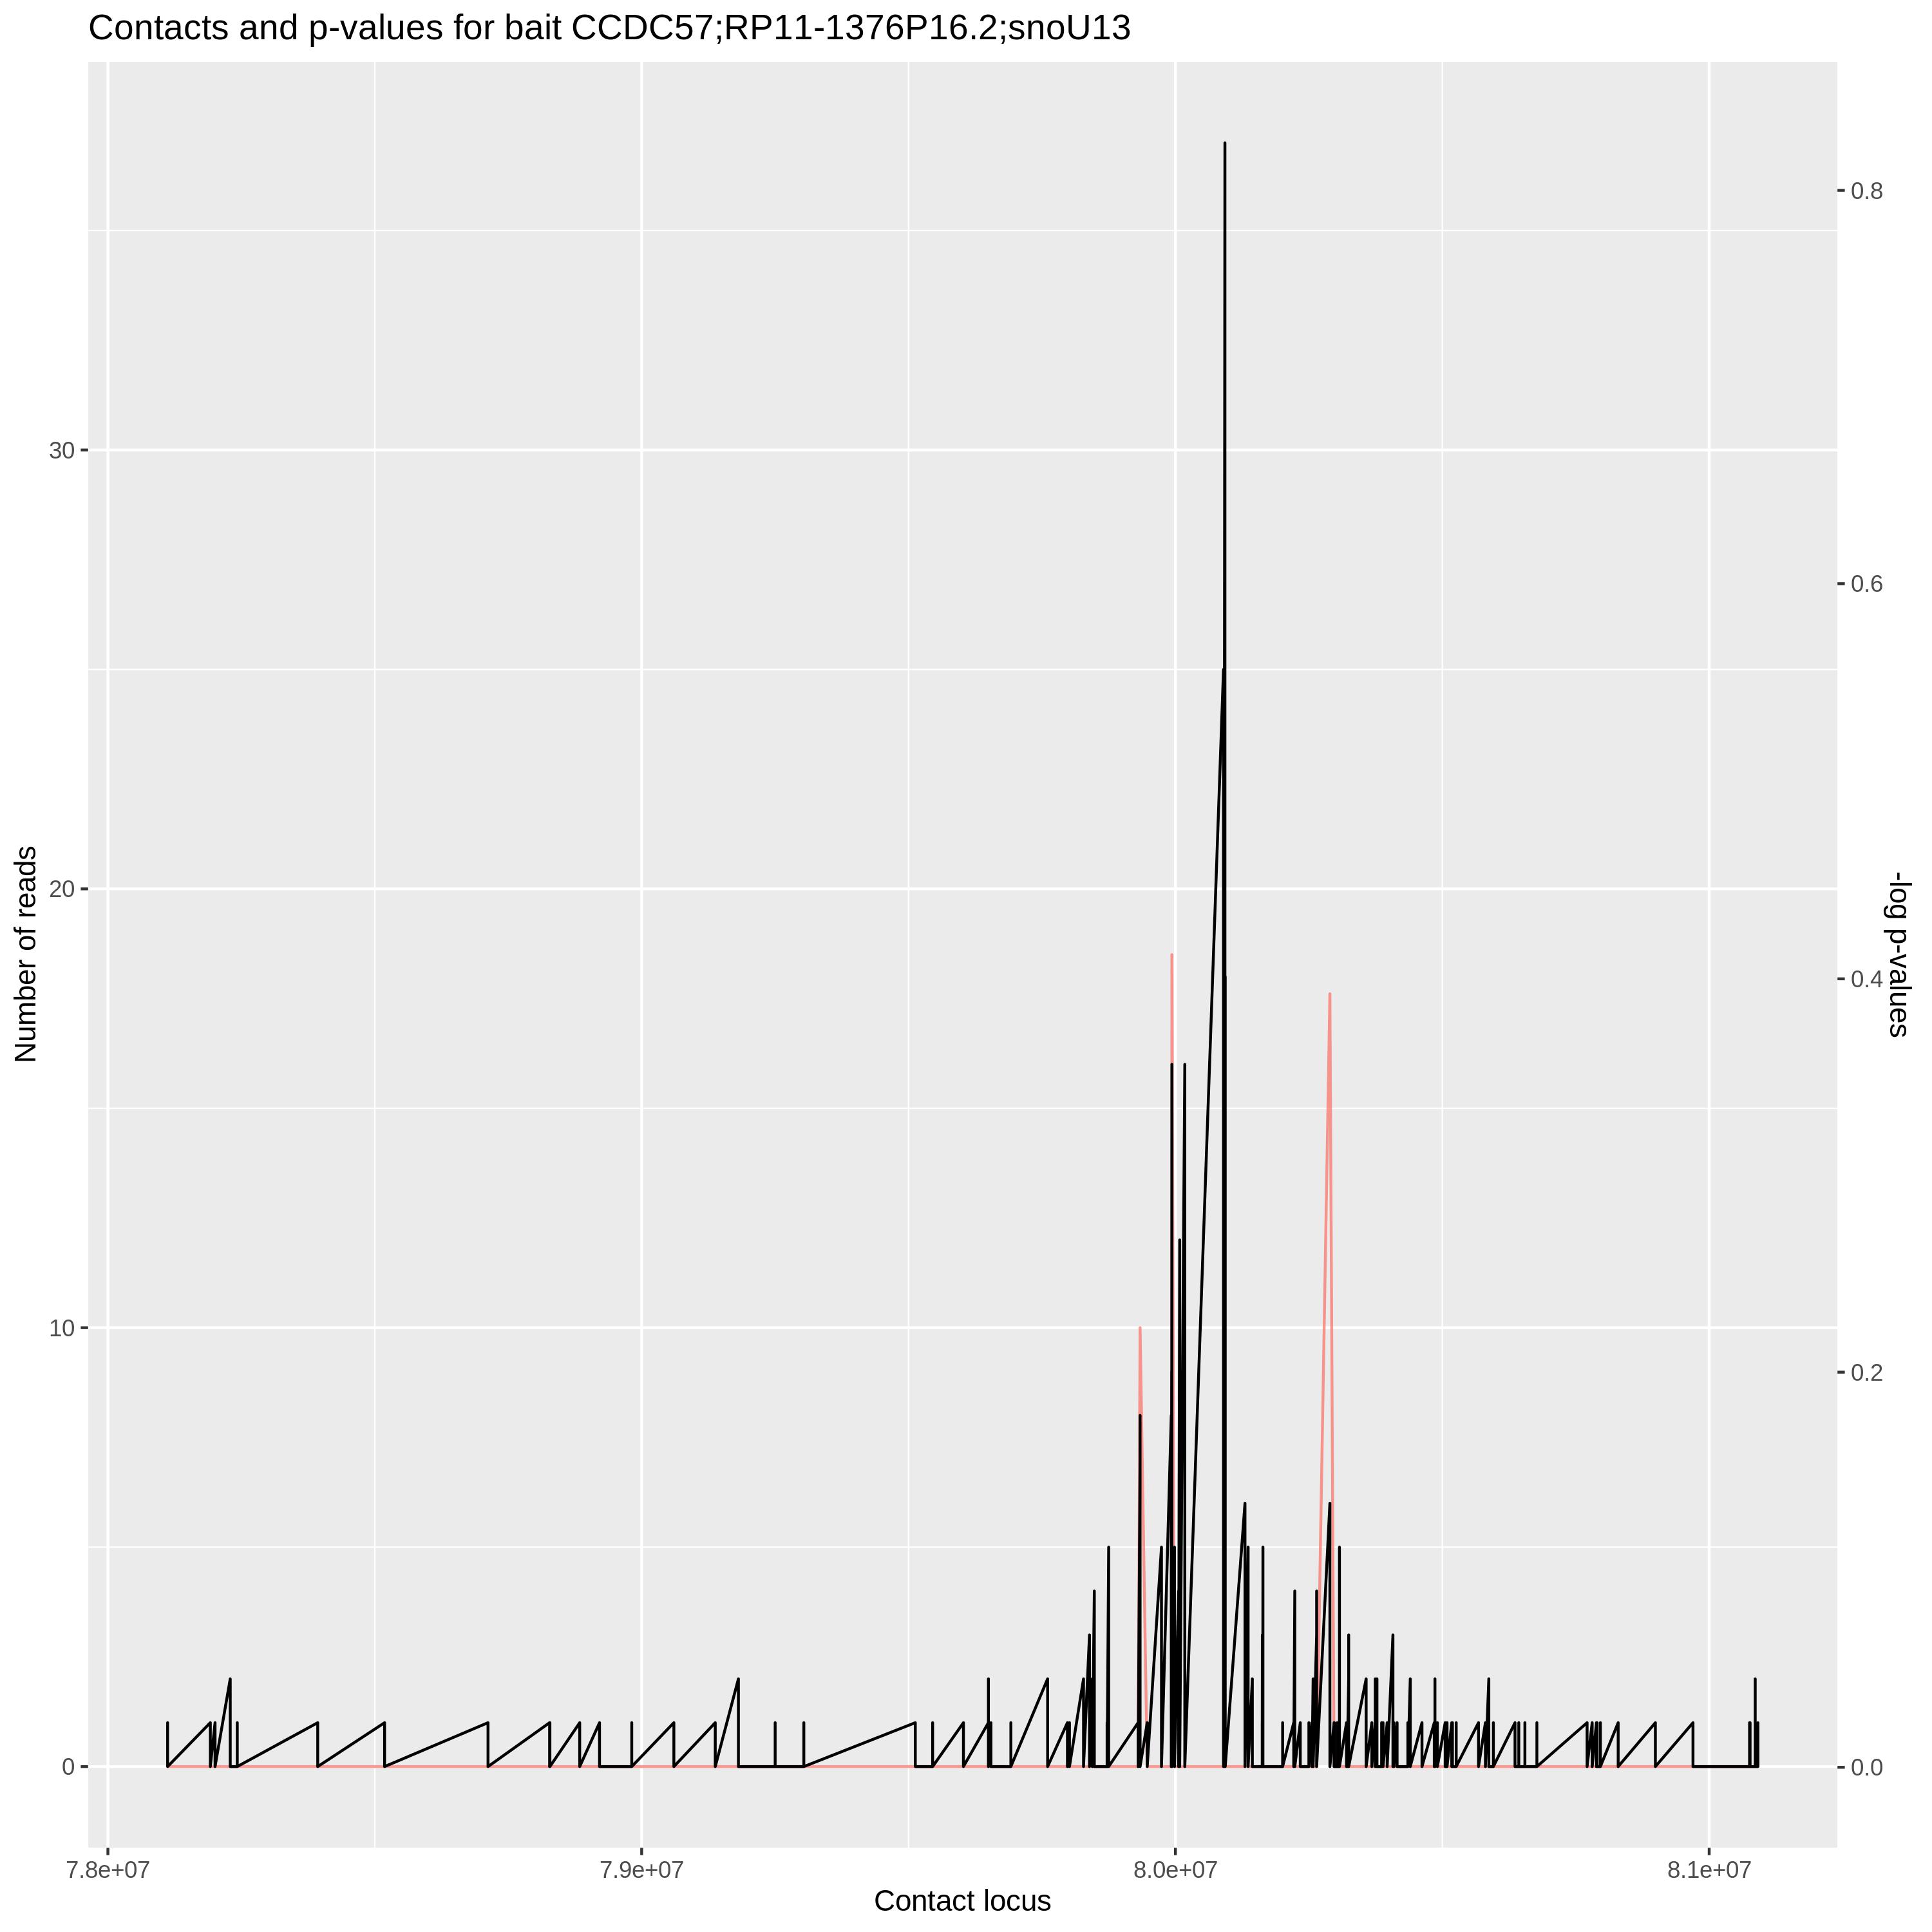 Contacts and p-values for bait CCDC57;RP11-1376P16.2;snoU13
30
20
10
0
Number of reads
0.8
0.6
0.4
0.2
0.0
-log p-values
7.8e+07
7.9e+07
8.0e+07
8.1e+07
Contact locus